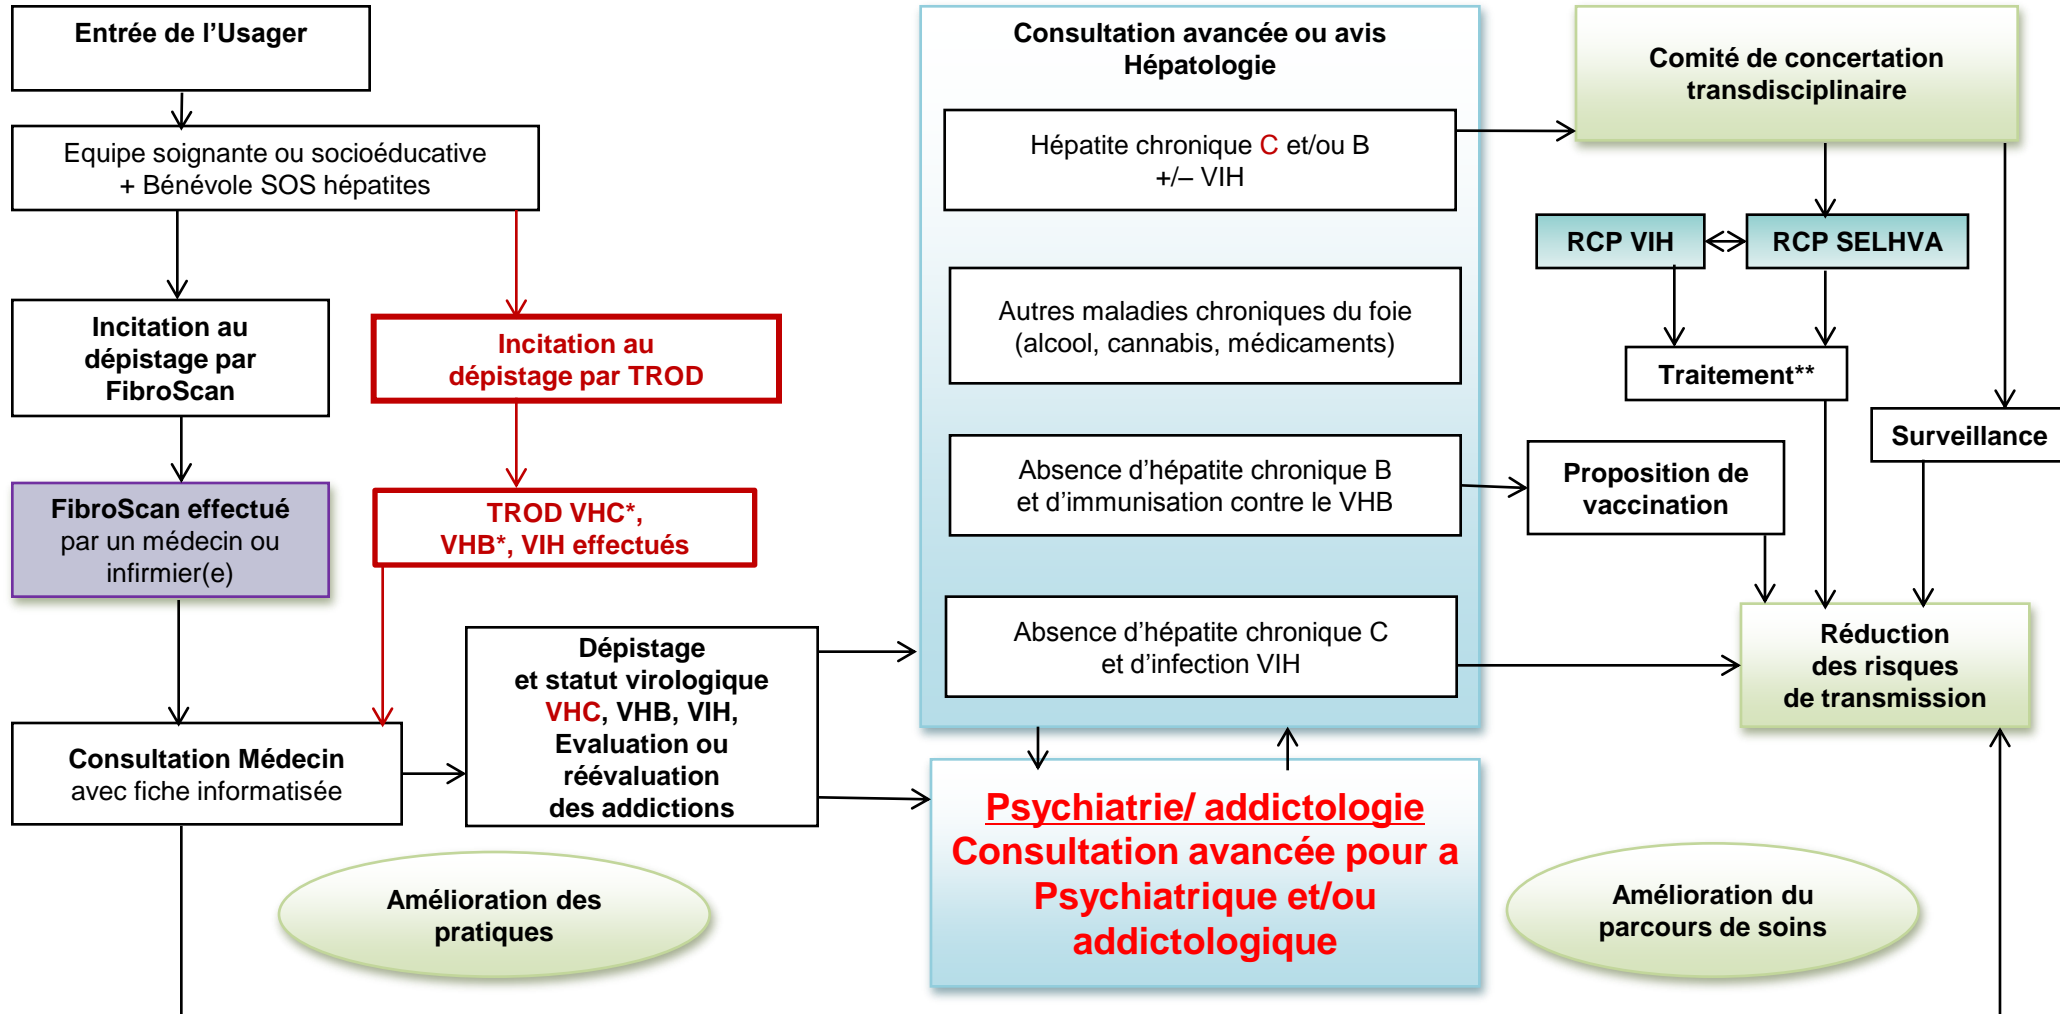 Entrée de l’Usager
Equipe soignante ou socioéducative
+ Bénévole SOS hépatites
Incitation au
dépistage par
FibroScan
Incitation au
dépistage par TROD
FibroScan effectué
par un médecin ou
infirmier(e)
TROD VHC*,
VHB*, VIH effectués
Consultation Médecin
avec fiche informatisée
Dépistage
et statut virologique
VHC, VHB, VIH,
Evaluation ou
réévaluation
des addictions
Amélioration des
pratiques
Consultation avancée ou avis
Hépatologie
Hépatite chronique C et/ou B
+/– VIH
Autres maladies chroniques du foie
(alcool, cannabis, médicaments)
Absence d’hépatite chronique B
et d’immunisation contre le VHB
Absence d’hépatite chronique C
et d’infection VIH
Psychiatrie/ addictologie
Consultation avancée pour a
Psychiatrique et/ou
addictologique
Comité de concertation
transdisciplinaire
RCP VIH
RCP SELHVA
Traitement**
Surveillance
Proposition de
vaccination
Réduction
des risques
de transmission
Amélioration du
parcours de soins